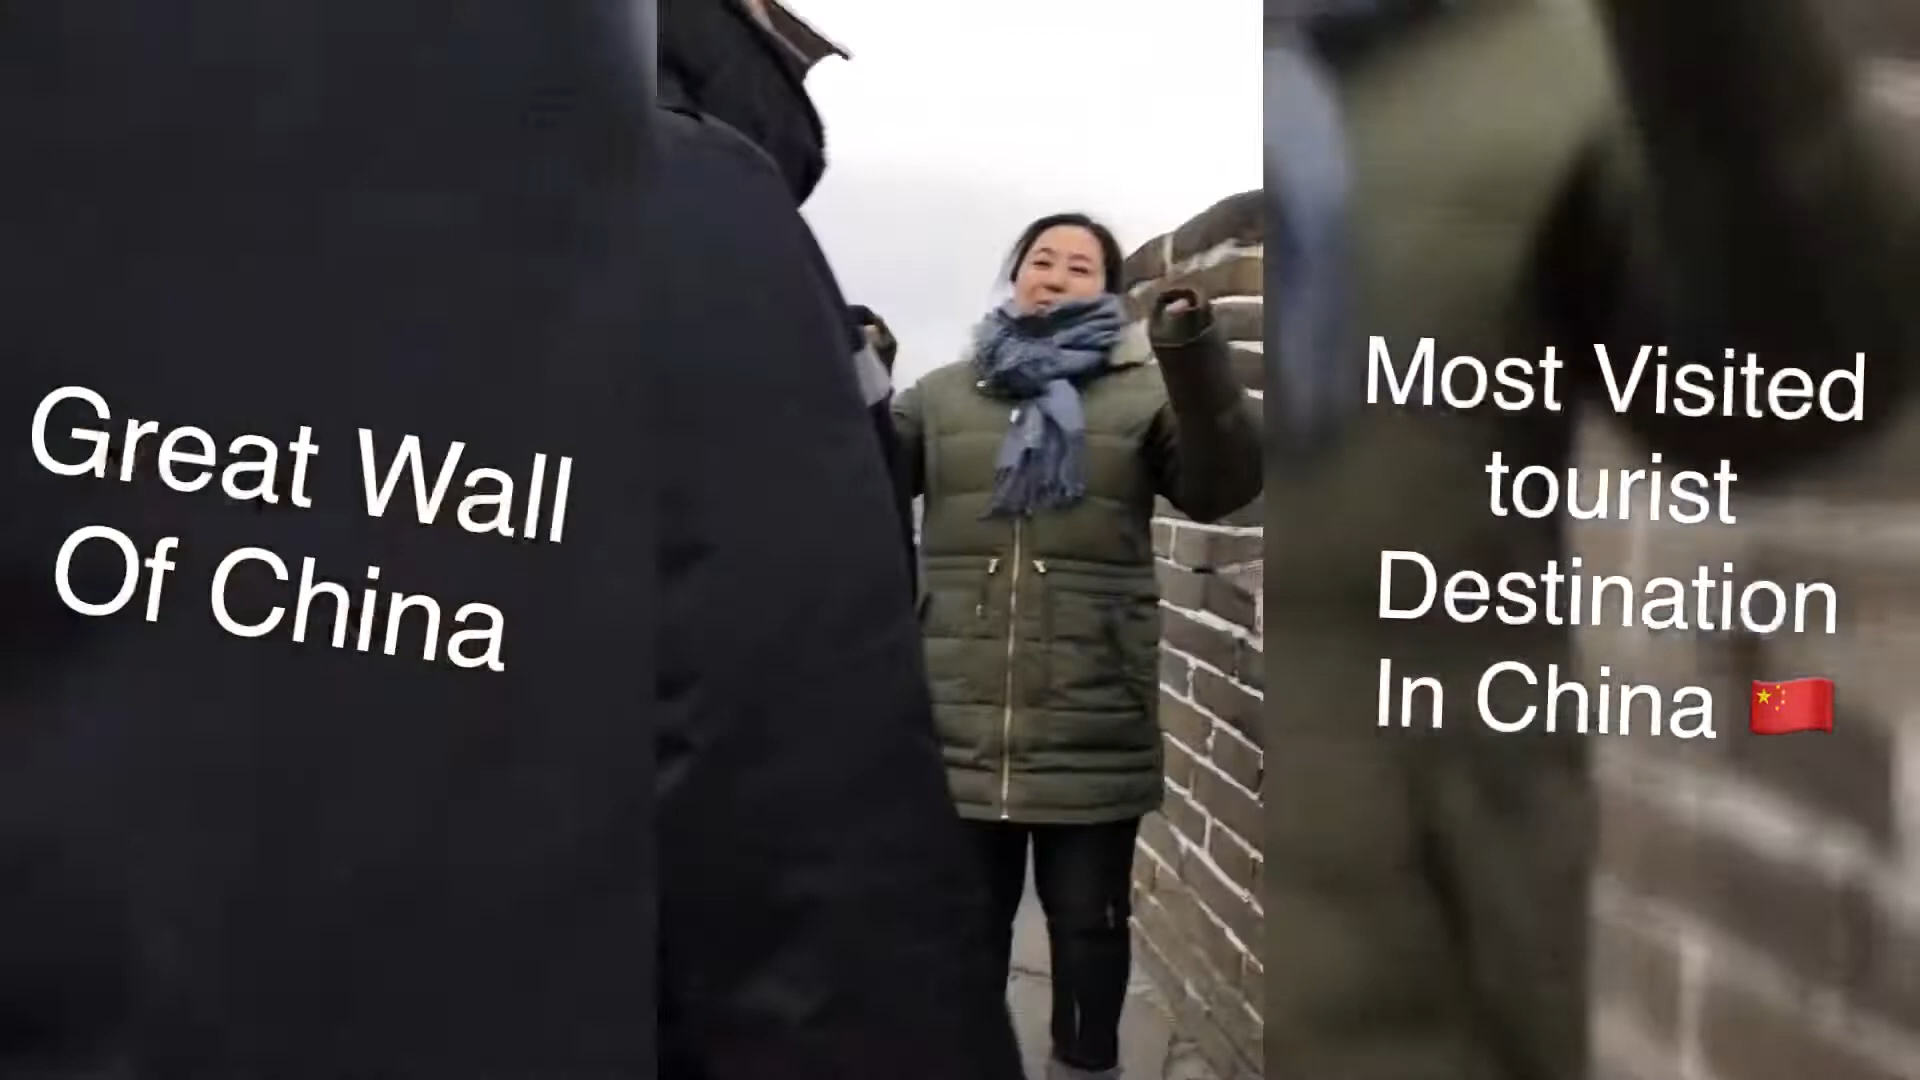 Great Wall
Of China
Most Visited
tourist
Destination
In China 🇨🇳